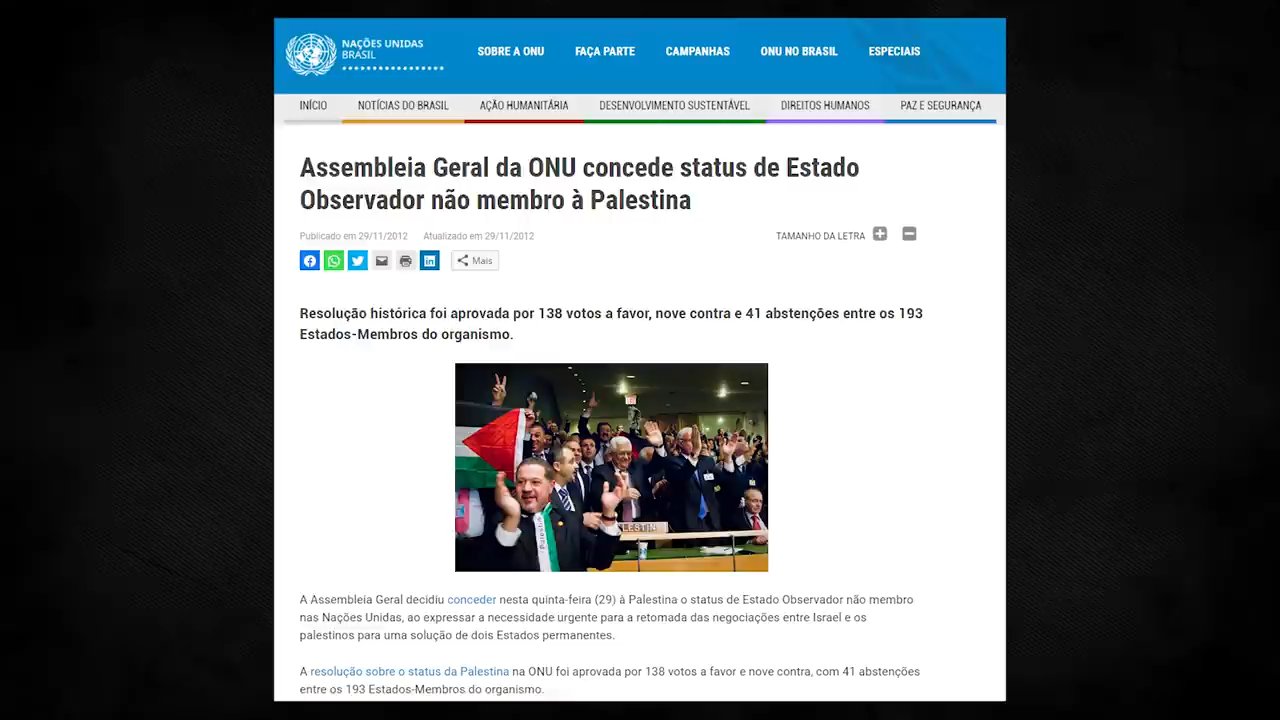 NAÇÕES UNIDAS
BRASIL
SOBRE A ONU FAÇA PARTE CAMPANHAS ONU NO BRASIL ESPECIAIS
INÍCIO NOTÍCIAS DO BRASIL AÇÃO HUMANITÁRIA DESENVOLVIMENTO SUSTENTÁVEL DIREITOS HUMANOS PAZ E SEGURANÇA
Assembleia Geral da ONU concede status de Estado
Observador não membro à Palestina
Publicado em 29/11/2012 Atualizado em 29/11/2012 TAMANHO DA LETRA
Mais
Resolução histórica foi aprovada por 138 votos a favor, nove contra e 41 abstenções entre os 193
Estados-Membros do organismo.
A Assembleia Geral decidiu conceder nesta quinta-feira (29) à Palestina o status de Estado Observador não membro
nas Nações Unidas, ao expressar a necessidade urgente para a retomada das negociações entre Israel e os
palestinos para uma solução de dois Estados permanentes.
A resolução sobre o status da Palestina na ONU foi aprovada por 138 votos a favor e nove contra, com 41 abstenções
entre os 193 Estados-Membros do organismo.